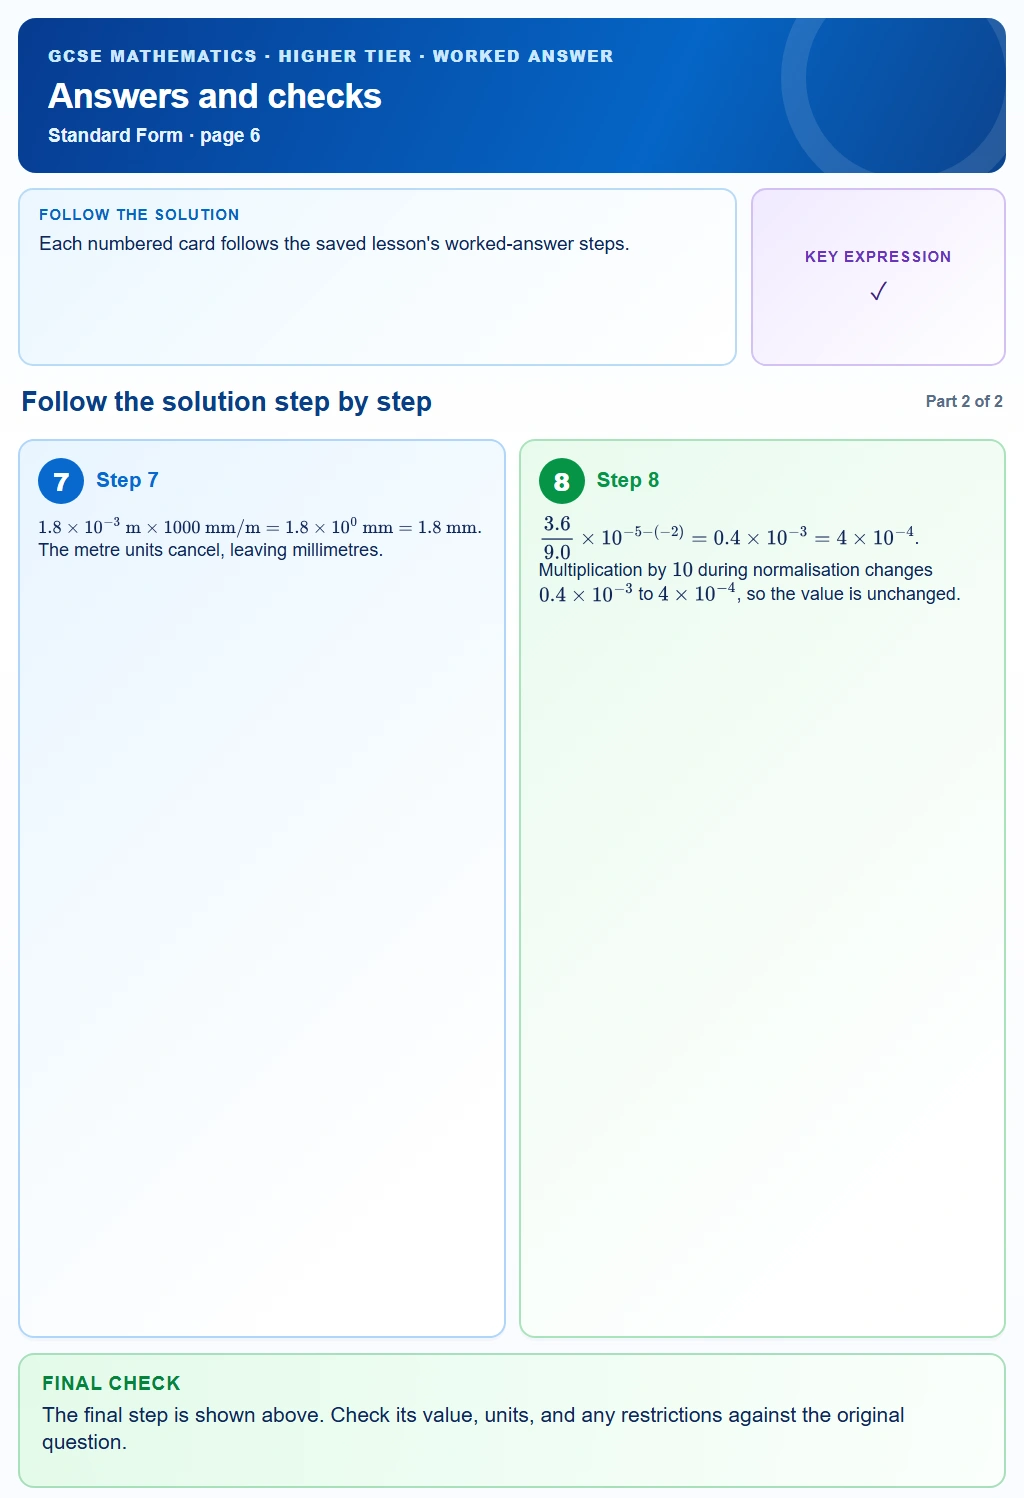 GCSE MATHEMATICS · HIGHER TIER · WORKED ANSWER
Answers and checks
Standard Form · page 6
FOLLOW THE SOLUTION
Each numbered card follows the saved lesson's worked-answer steps.
KEY EXPRESSION
✓
Follow the solution step by step
Part 2 of 2
7 Step 7
1.8 × 10⁻³ m × 1000 mm/m = 1.8 × 10⁰ mm = 1.8 mm.
The metre units cancel, leaving millimetres.
8 Step 8
3.6/9.0 × 10⁻⁵⁻⁽⁻²⁾ = 0.4 × 10⁻³ = 4 × 10⁻⁴.
Multiplication by 10 during normalisation changes
0.4 × 10⁻³ to 4 × 10⁻⁴, so the value is unchanged.
FINAL CHECK
The final step is shown above. Check its value, units, and any restrictions against the original
question.